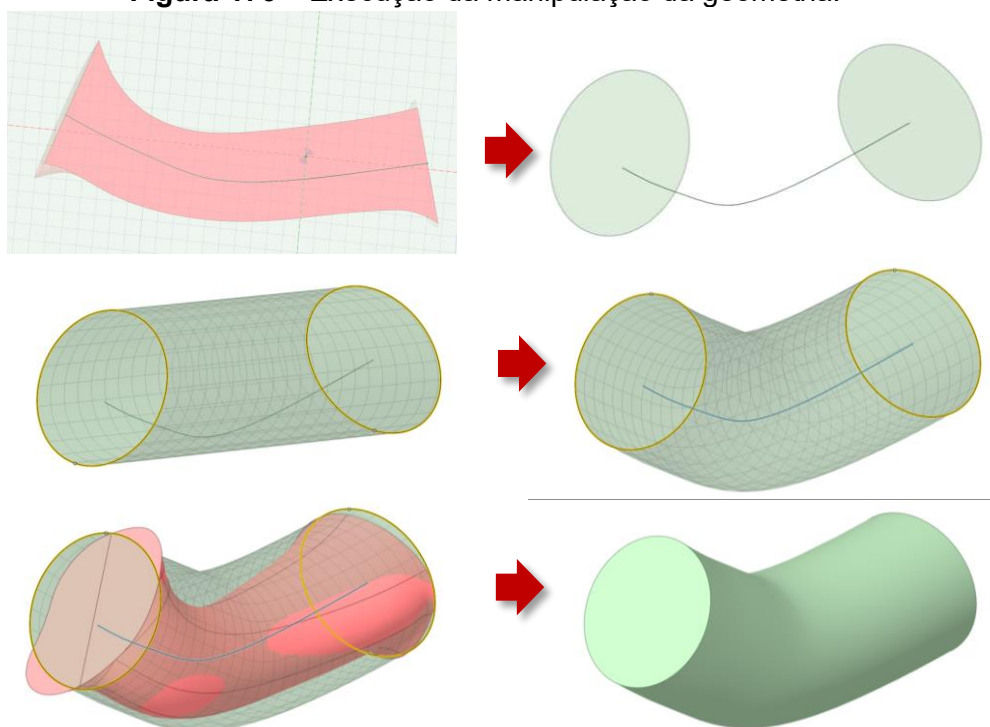 Figura – Execução da manipulação da geometria.